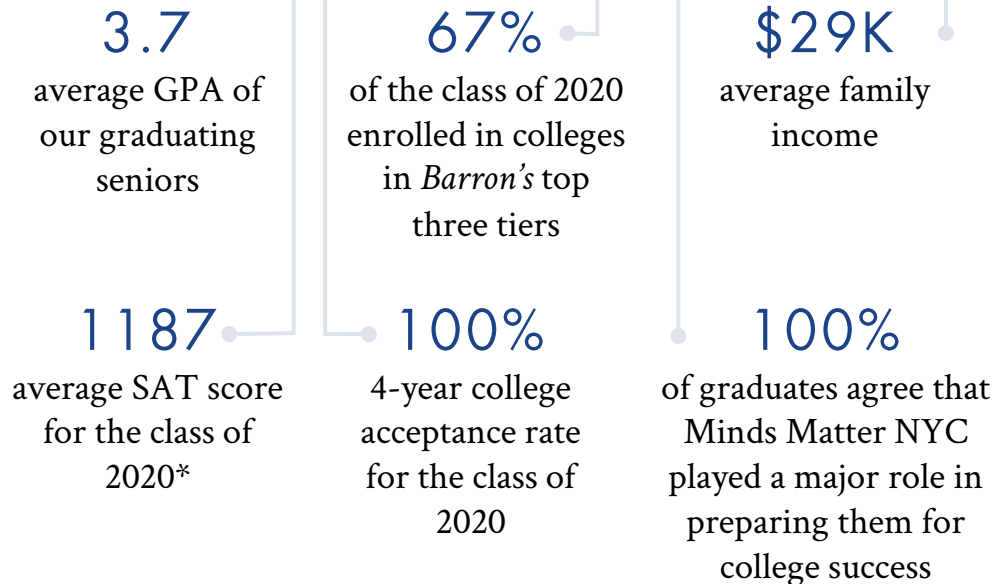 3.7
average GPA of
our graduating
seniors
67%
of the class of 2020
enrolled in colleges
in Barron's top
three tiers
$29K
average family
income
1187
average SAT score
for the class of
2020*
100%
4-year college
acceptance rate
for the class of
2020
100%
of graduates agree that
Minds Matter NYC
played a major role in
preparing them for
college success